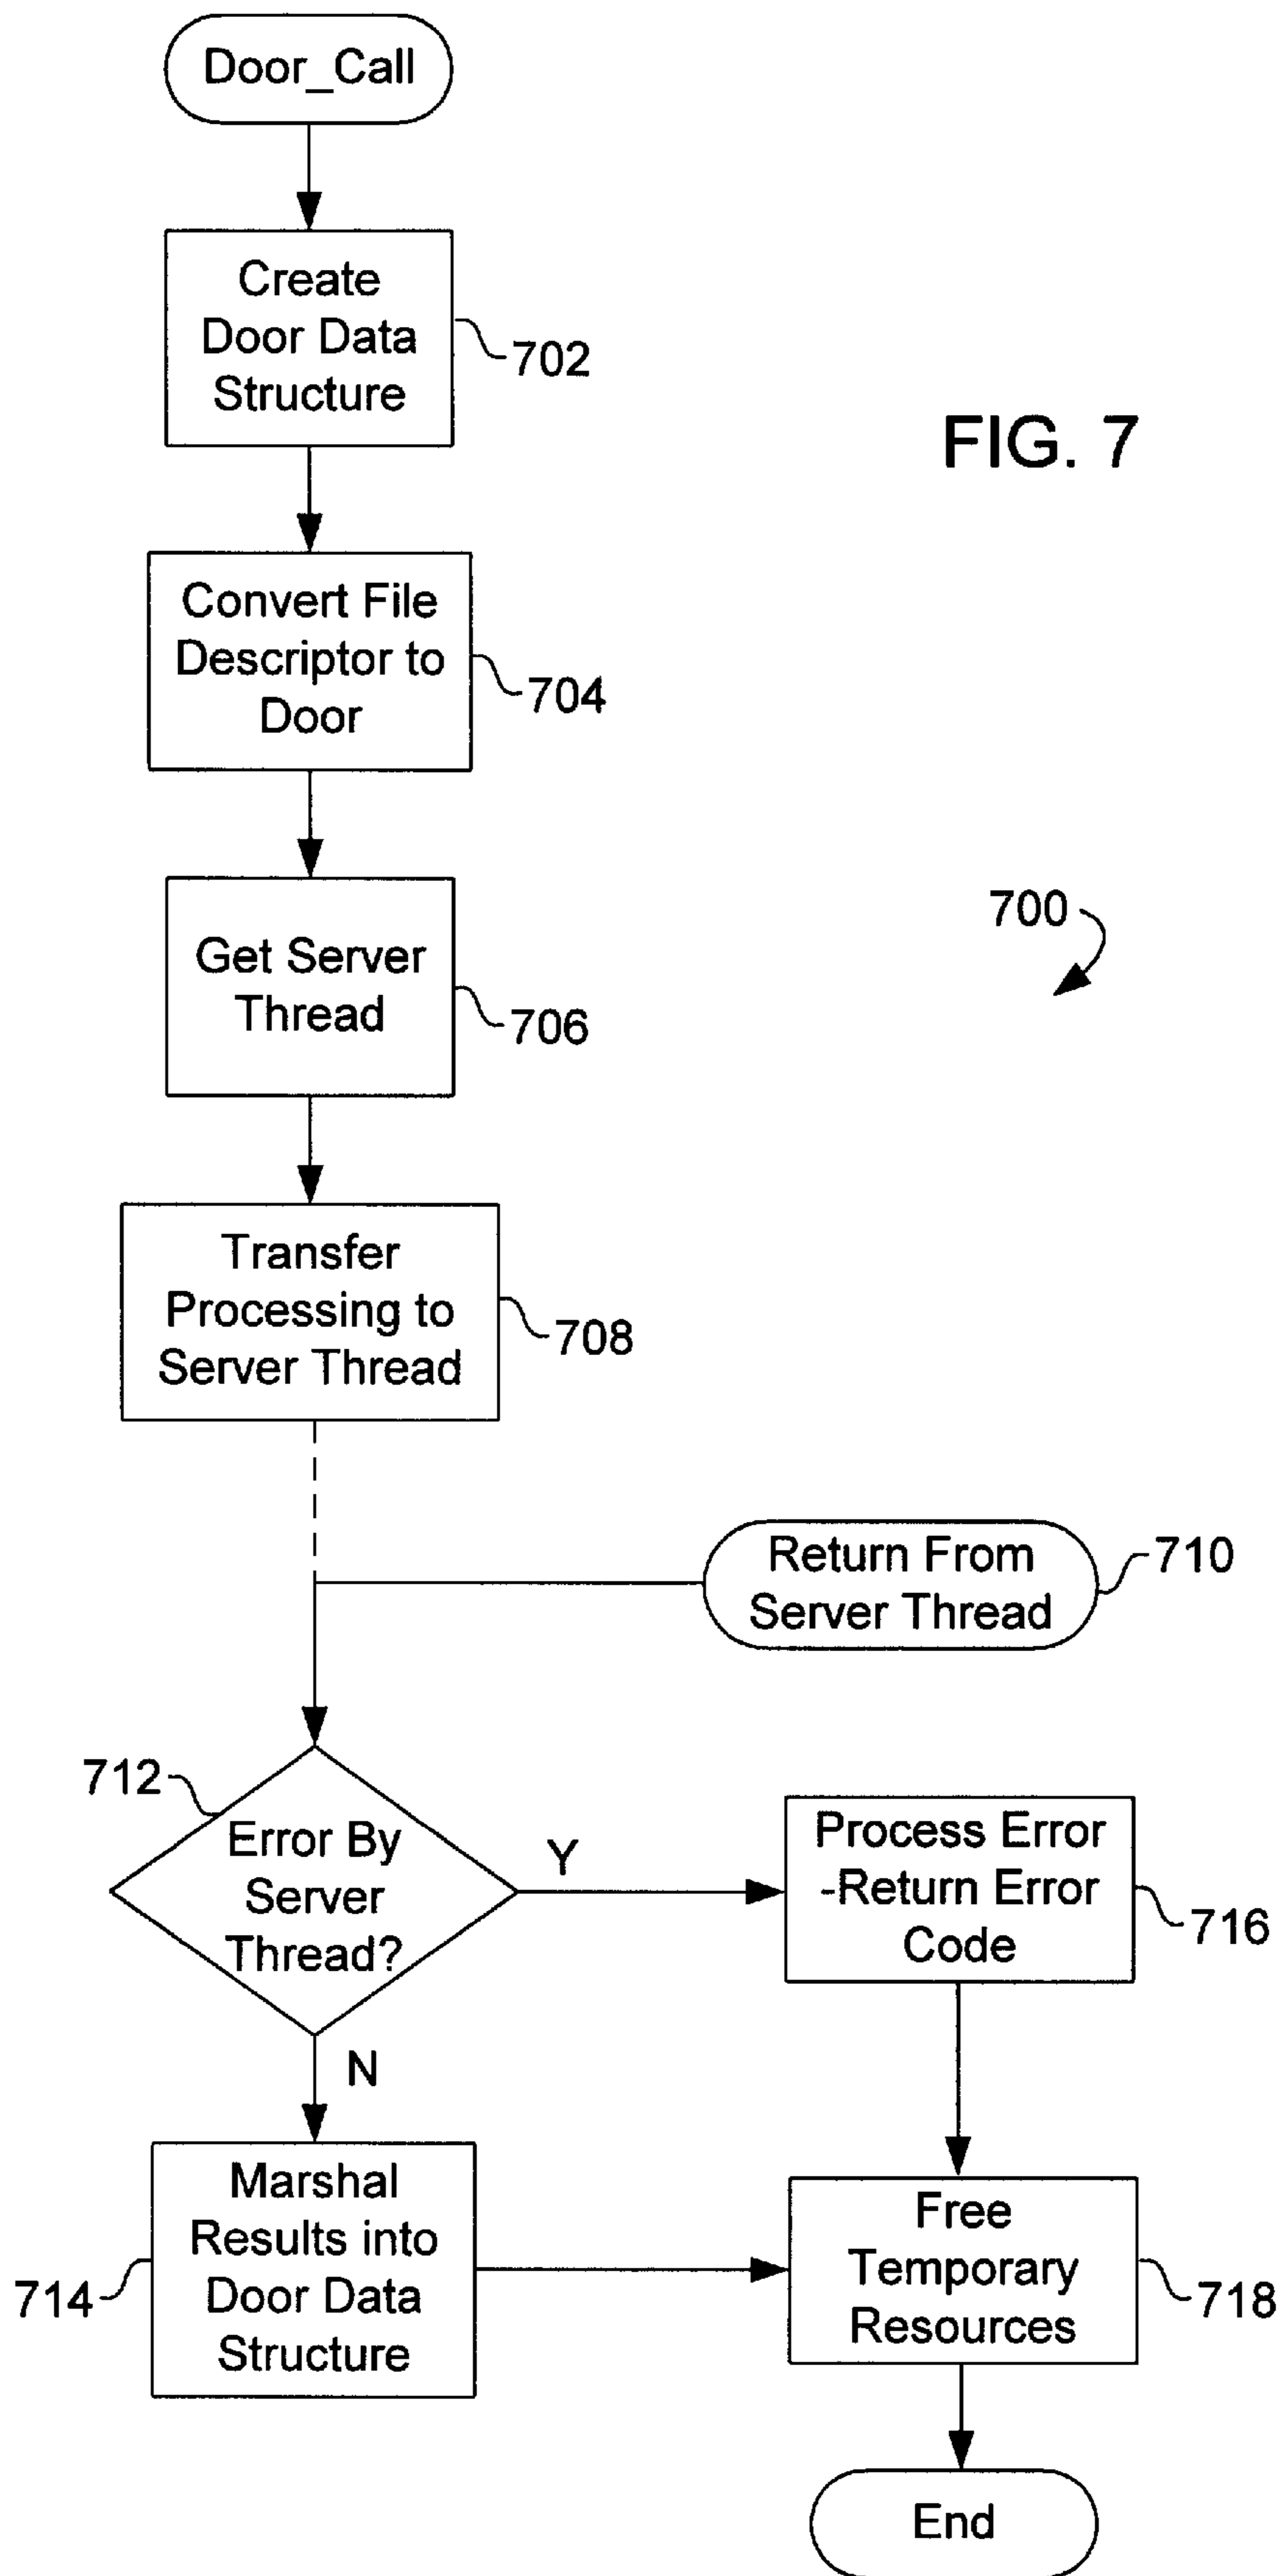 Door_Call
Create
Door Data
Structure
702
FIG. 7
Convert File
Descriptor to
Door
704
700
Get Server
Thread
706
Transfer
Processing to
Server Thread
708
Return From
Server Thread
710
712
Error By
Server
Thread?
Y
N
Process Error
-Return Error
Code
716
Marshal
Results into
Door Data
Structure
714
Free
Temporary
Resources
718
End